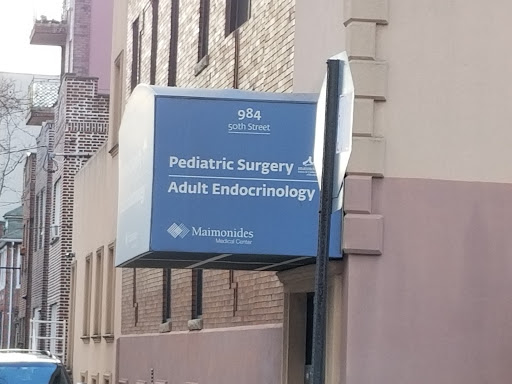 984
50th Street
Pediatric Surgery
Adult Endocrinology
Maimonides
Medical Center